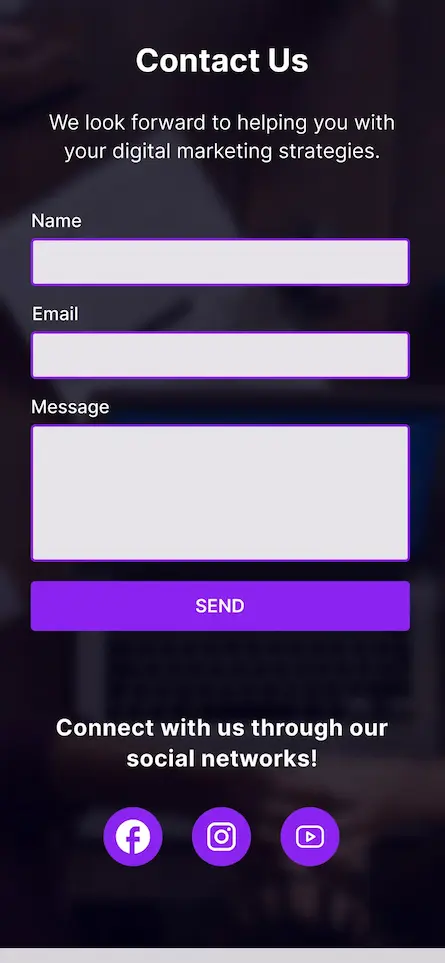 Contact Us
We look forward to helping you with
your digital marketing strategies.
Name
Email
Message
SEND
Connect with us through our
social networks!